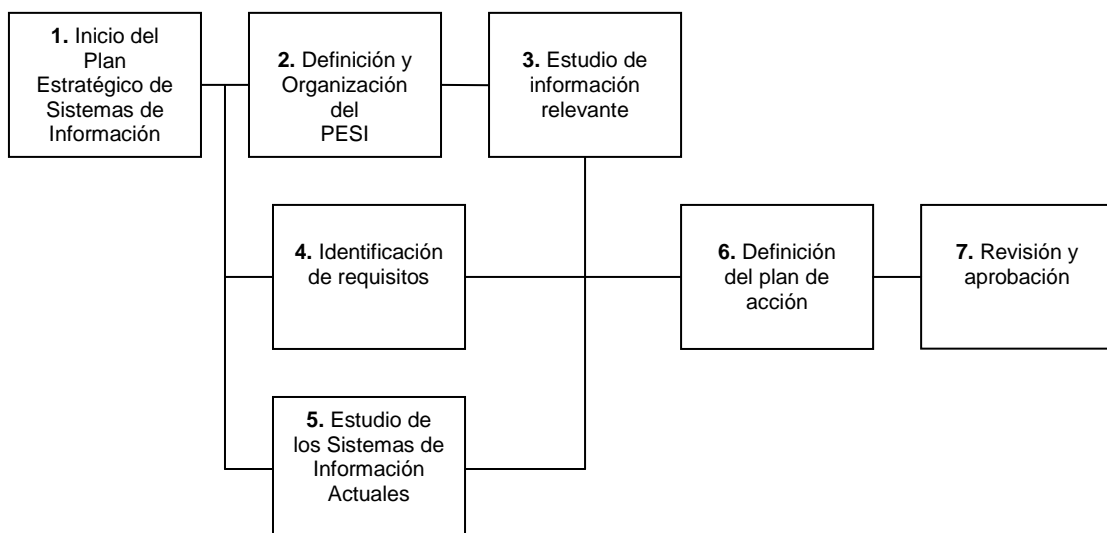 1. Inicio del
Plan
Estratégico de
Sistemas de
Información
2. Definición y
Organización
del
PESI
3. Estudio de
información
relevante
4. Identificación
de requisitos
5. Estudio de
los Sistemas de
Información
Actuales
6. Definición
del plan de
acción
7. Revisión y
aprobación